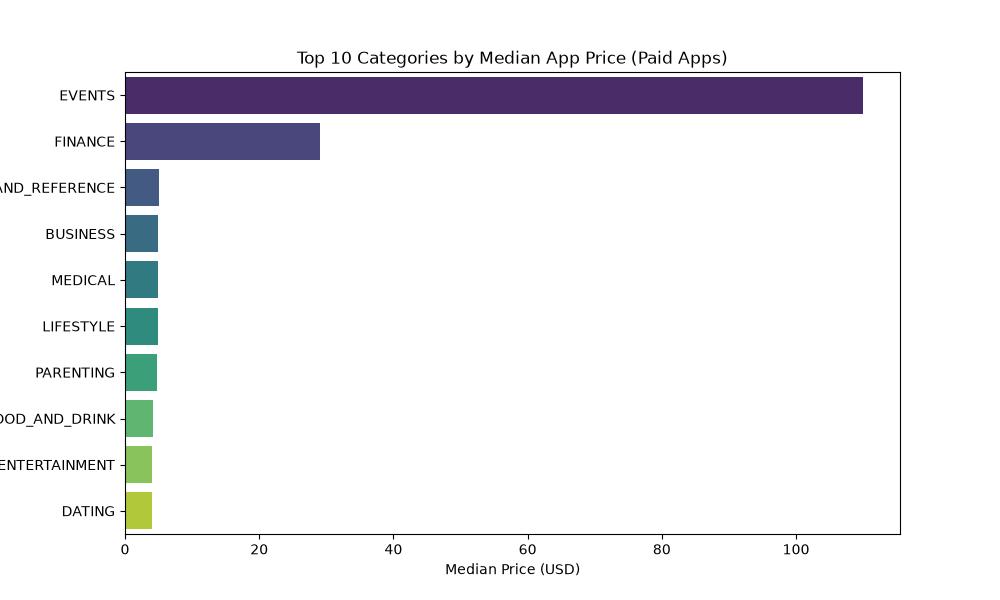 Top 10 Categories by Median App Price (Paid Apps)
EVENTS
FINANCE
AND_REFERENCE
BUSINESS
MEDICAL
LIFESTYLE
PARENTING
OOD_AND_DRINK
ENTERTAINMENT
DATING
0 20 40 60 80 100
Median Price (USD)